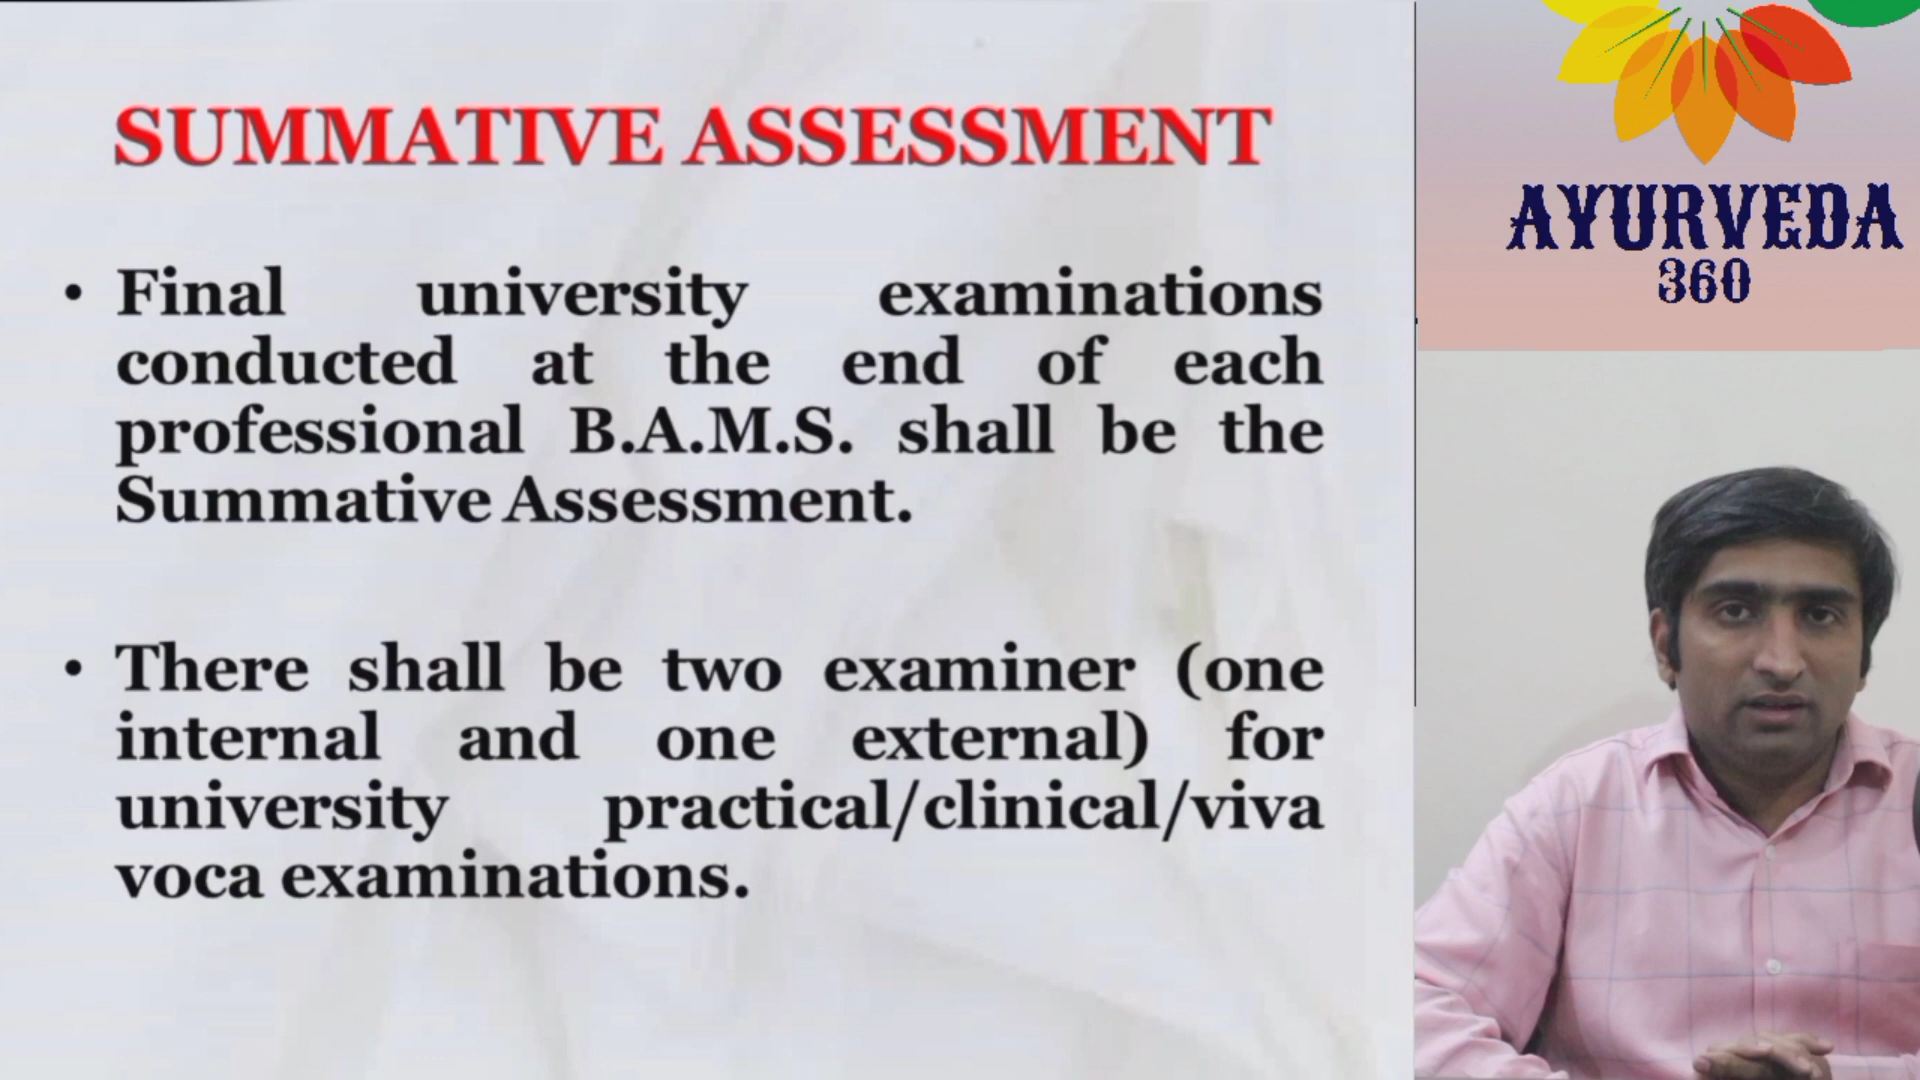 SUMMATIVE ASSESSMENT
• Final university examinations
conducted at the end of each
professional B.A.M.S. shall be the
Summative Assessment.
• There shall be two examiner (one
internal and one external) for
university practical/clinical/viva
voca examinations.
AYURVEDA
360